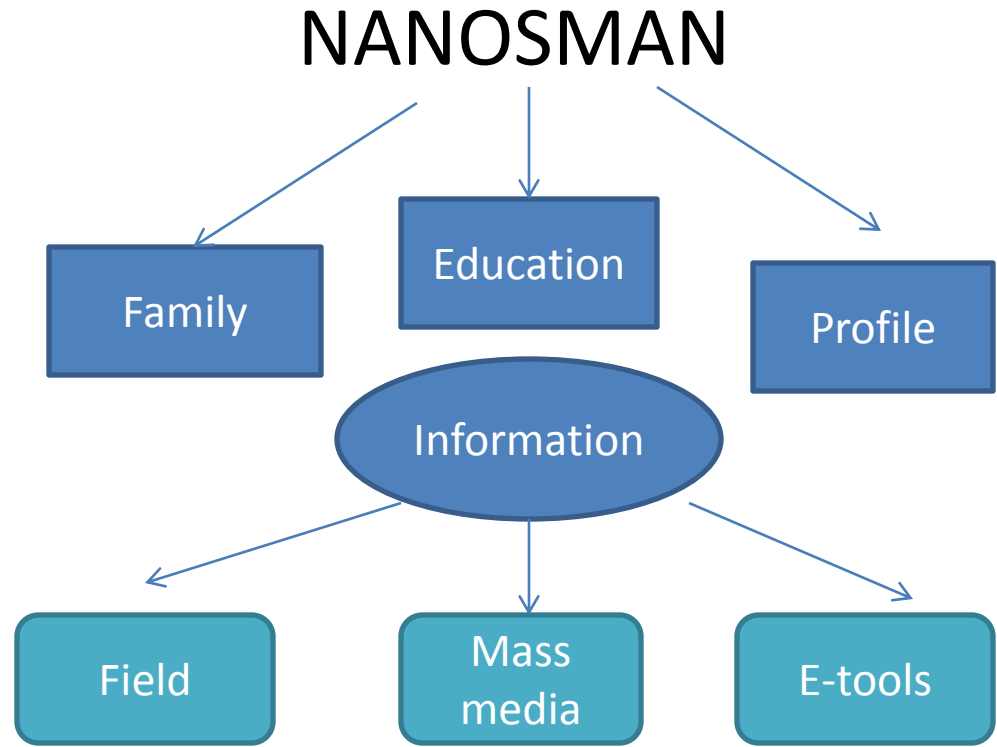 NANOSMAN
Family
Education
Profile
Information
Field
Mass
media
E-tools